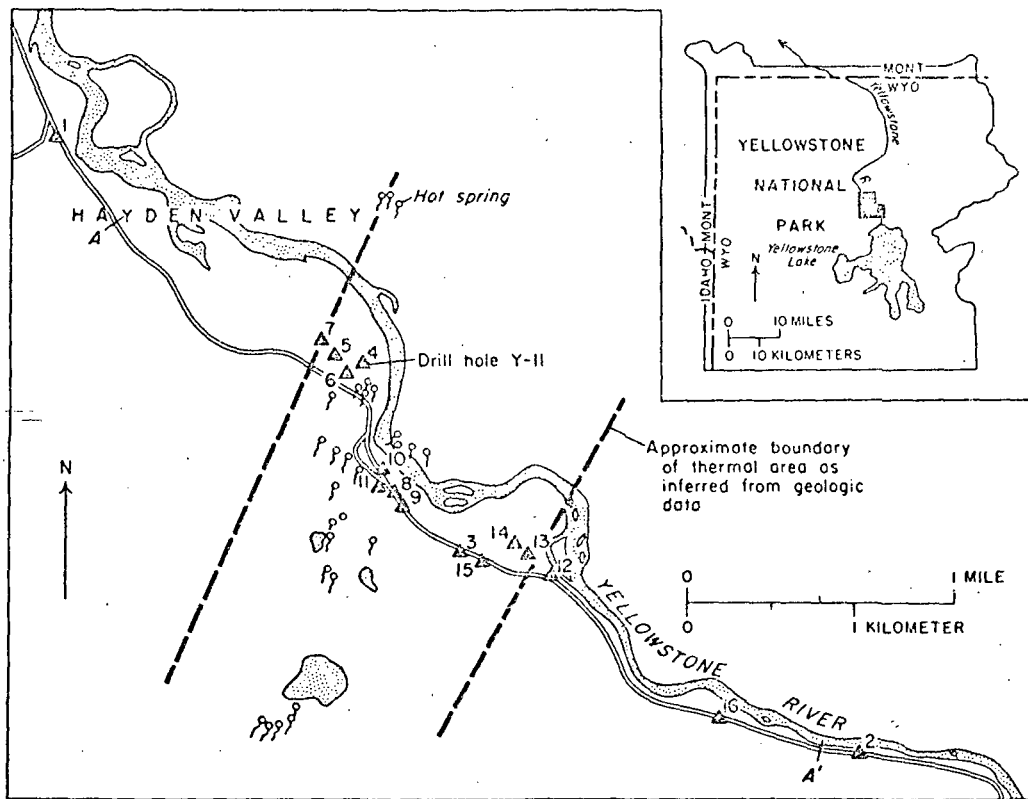 1
HAYDEN VALLEY
A
Hot spring
7
5
4
6
Drill hole Y-11
10
11
8
9
3
15
14
13
12
16
2
A'
N
YELLOWSTONE
RIVER
Approximate boundary
of thermal area as
inferred from geologic
data
0 1 MILE
0 1 KILOMETER
MONT
WYO
Yellowstone
YELLOWSTONE
NATIONAL
PARK
Yellowstone
Lake
IDAHO
MONT
WYO
N
0 10 MILES
0 10 KILOMETERS